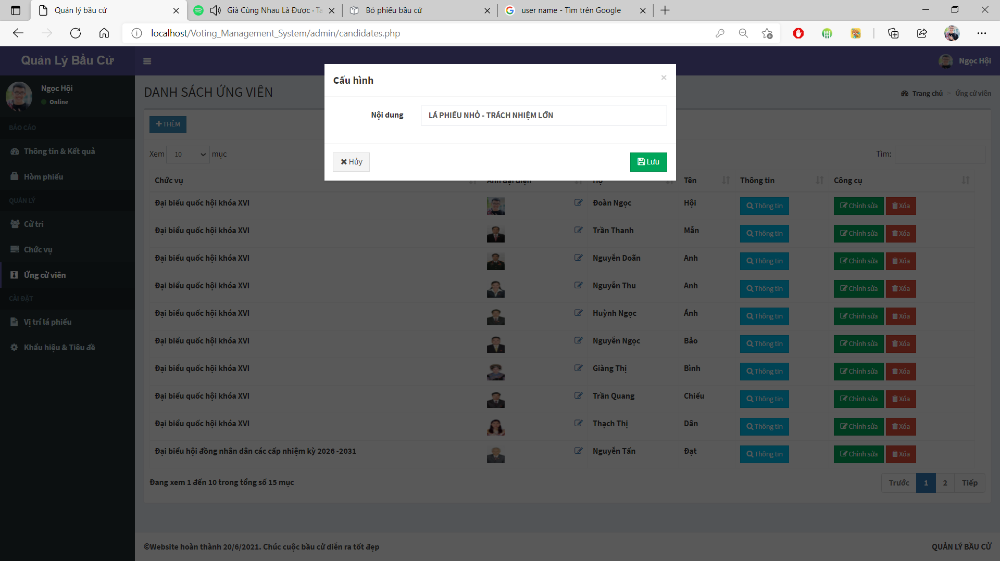 Quản lý bầu cử
Già Cùng Nhau Là Được · Ta
Bỏ phiếu bầu cử
user name - Tìm trên Google
localhost/Voting_Management_System/admin/candidates.php
Quản Lý Bầu Cử
Ngọc Hội
Ngọc Hội
Online
BÁO CÁO
Thông tin & Kết quả
Hòm phiếu
QUẢN LÝ
Cử tri
Chức vụ
Ứng cử viên
CÀI ĐẶT
Vị trí lá phiếu
Khẩu hiệu & Tiêu đề
Cấu hình
×
Nội dung
LÁ PHIẾU NHỎ - TRÁCH NHIỆM LỚN
Hủy
Lưu
DANH SÁCH ỨNG VIÊN
Trang chủ > Ứng cử viên
THÊM
Xem 10 mục
Tìm:
Chức vụ Ảnh đại diện Họ Tên Thông tin Công cụ
Đại biểu quốc hội khóa XVI Đoàn Ngọc Hội Thông tin Chỉnh sửa Xóa
Đại biểu quốc hội khóa XVI Trần Thanh Mẫn Thông tin Chỉnh sửa Xóa
Đại biểu quốc hội khóa XVI Nguyễn Doãn Anh Thông tin Chỉnh sửa Xóa
Đại biểu quốc hội khóa XVI Nguyễn Thu Anh Thông tin Chỉnh sửa Xóa
Đại biểu quốc hội khóa XVI Huỳnh Ngọc Ánh Thông tin Chỉnh sửa Xóa
Đại biểu quốc hội khóa XVI Nguyễn Ngọc Bảo Thông tin Chỉnh sửa Xóa
Đại biểu quốc hội khóa XVI Giàng Thị Bình Thông tin Chỉnh sửa Xóa
Đại biểu quốc hội khóa XVI Trần Quang Chiểu Thông tin Chỉnh sửa Xóa
Đại biểu quốc hội khóa XVI Thạch Thị Dân Thông tin Chỉnh sửa Xóa
Đại biểu hội đồng nhân dân các cấp nhiệm kỳ 2026 -2031 Nguyễn Tấn Đạt Thông tin Chỉnh sửa Xóa
Đang xem 1 đến 10 trong tổng số 15 mục
Trước 1 2 Tiếp
©Website hoàn thành 20/6/2021. Chúc cuộc bầu cử diễn ra tốt đẹp
QUẢN LÝ BẦU CỬ